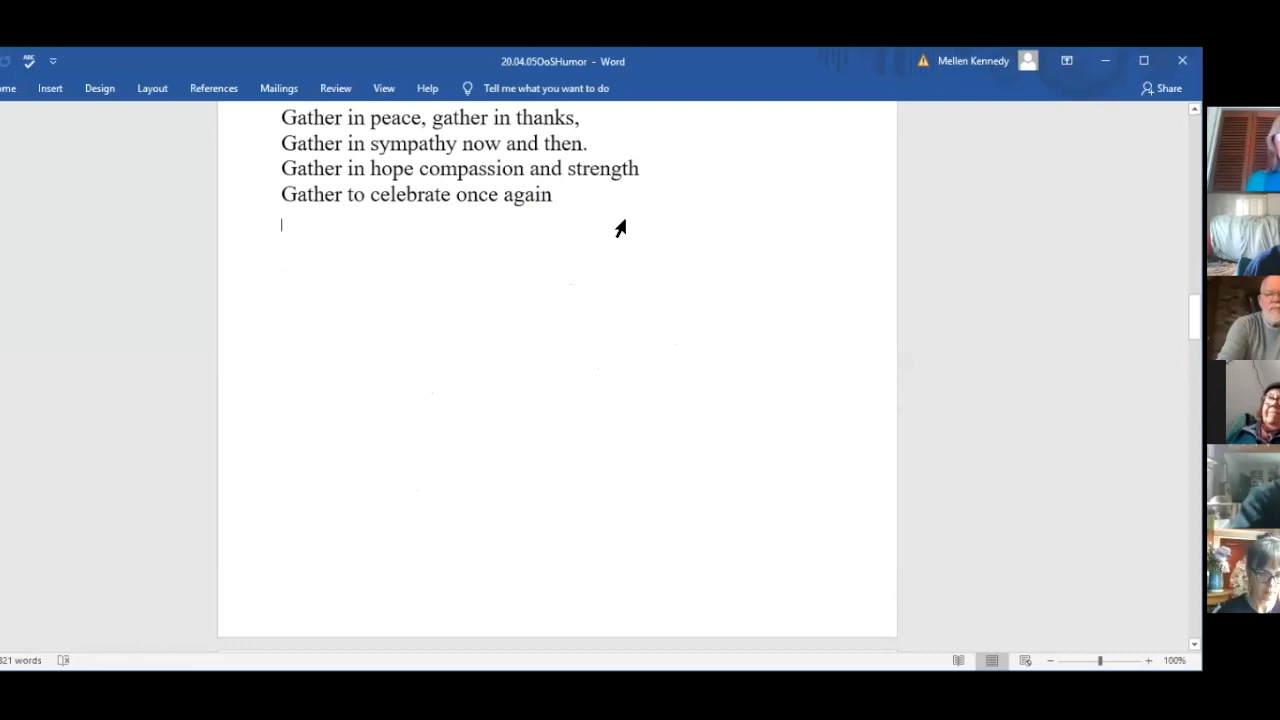 ABC
20.04.05OoSHumor - Word
Mellen Kennedy
ome Insert Design Layout References Mailings Review View Help Tell me what you want to do Share
Gather in peace, gather in thanks,
Gather in sympathy now and then.
Gather in hope compassion and strength
Gather to celebrate once again
321 words
100%